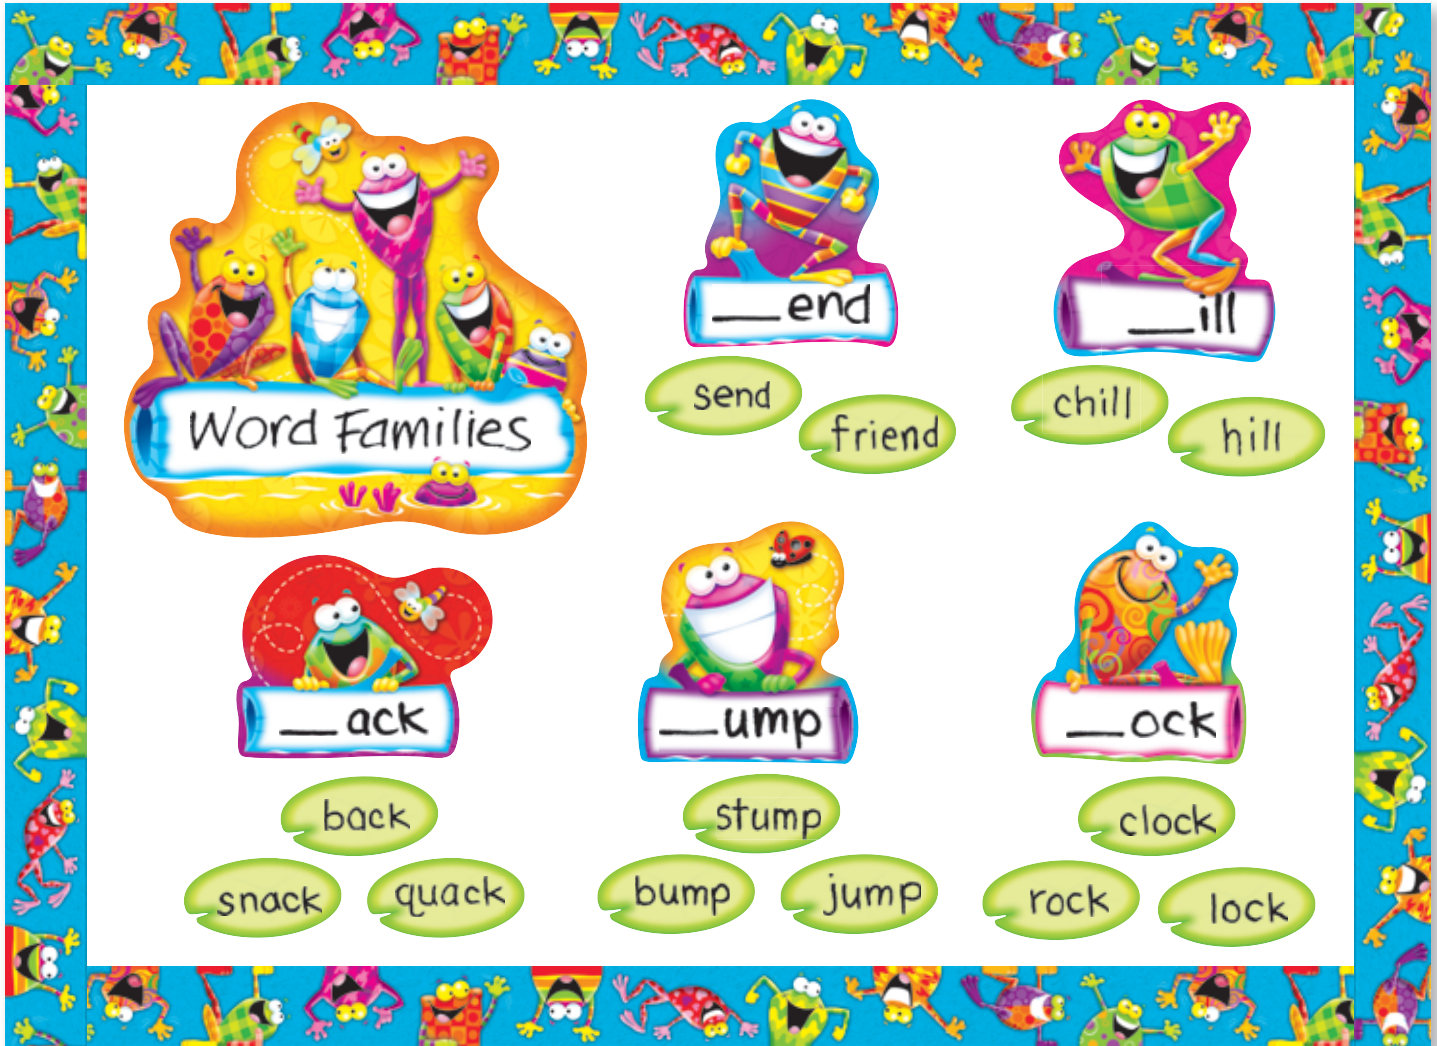 Word Families
__end
send
friend
__ill
chill
hill
__ack
back
snack
quack
__ump
stump
bump
jump
__ock
clock
rock
lock